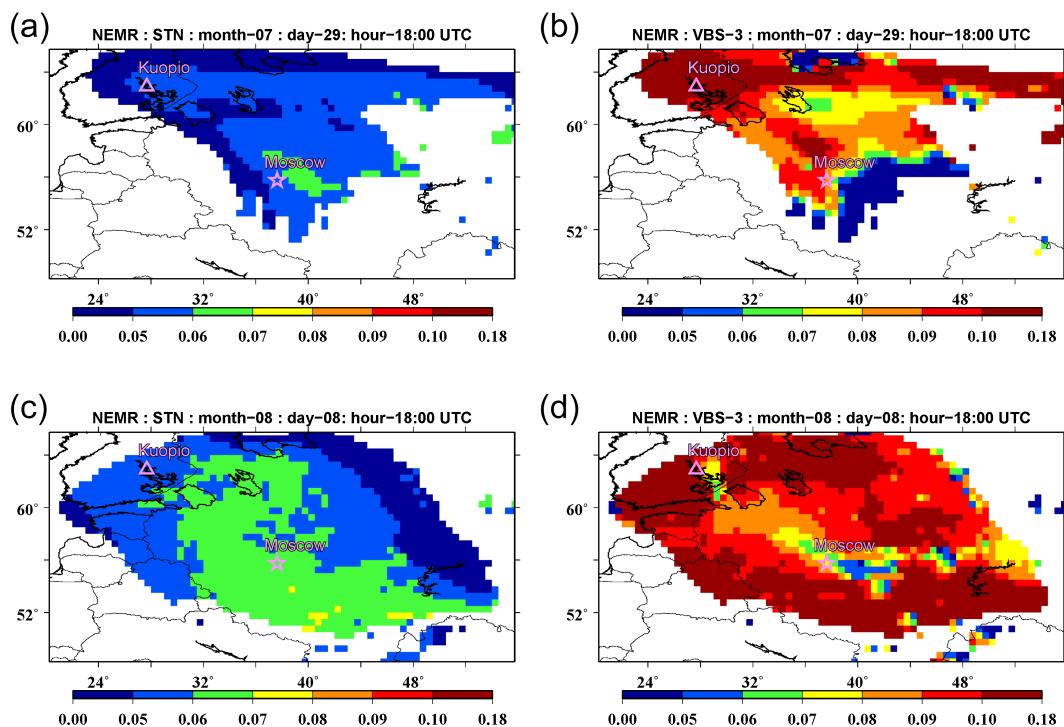 (a)
NEMR : STN : month-07 : day-29: hour-18:00 UTC
Kuopio
60°
Moscow
52°
24° 32 40 48°
0.00 0.05 0.06 0.07 0.08 0.09 0.10 0.18
(b)
NEMR : VBS-3 : month-07 : day-29: hour-18:00 UTC
Kuopio
60°
Moscow
52°
24° 32 40 48°
0.00 0.05 0.06 0.07 0.08 0.09 0.10 0.18
(c)
NEMR : STN : month-08 : day-08: hour-18:00 UTC
Kuopio
60°
Moscow
52°
24° 32 40 48°
0.00 0.05 0.06 0.07 0.08 0.09 0.10 0.18
(d)
NEMR : VBS-3 : month-08 : day-08: hour-18:00 UTC
Kuopio
60°
Moscow
52°
24° 32 40 48°
0.00 0.05 0.06 0.07 0.08 0.09 0.10 0.18